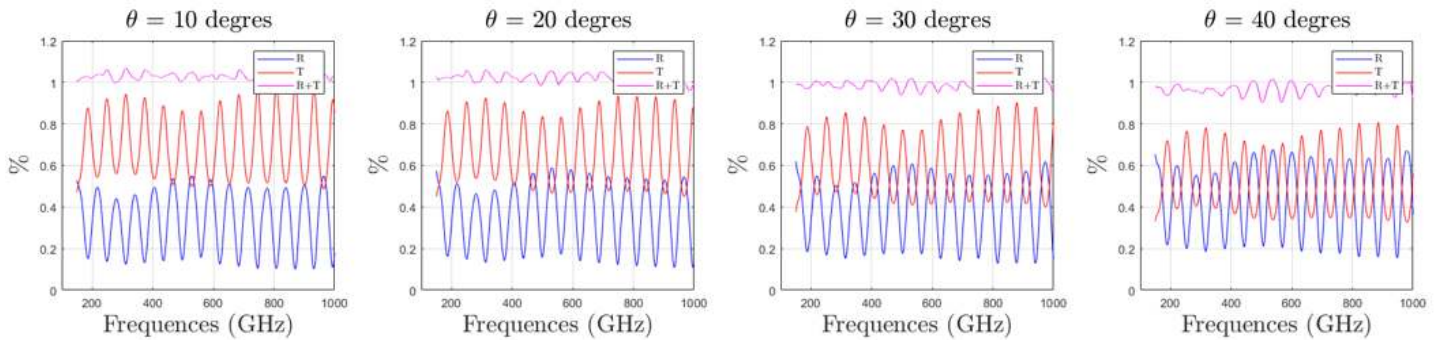 θ = 10 degres
1.2
1
0.8
0.6
0.4
0.2
0
%
R
T
R+T
200
400
600
800
1000
Frequences (GHz)
θ = 20 degres
1.2
1
0.8
0.6
0.4
0.2
0
%
R
T
R+T
200
400
600
800
1000
Frequences (GHz)
θ = 30 degres
1.2
1
0.8
0.6
0.4
0.2
0
%
R
T
R+T
200
400
600
800
1000
Frequences (GHz)
θ = 40 degres
1.2
1
0.8
0.6
0.4
0.2
0
%
R
T
R+T
200
400
600
800
1000
Frequences (GHz)